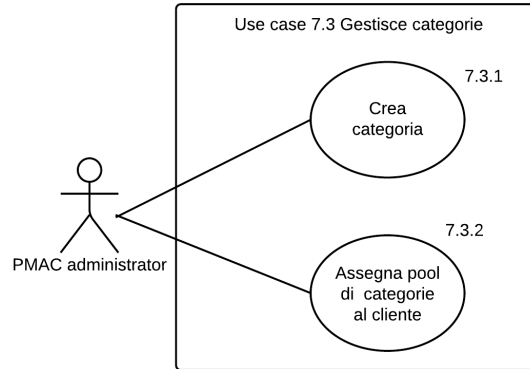 Use case 7.3 Gestisce categorie
7.3.1
Crea
categoria
7.3.2
PMAC administrator
Assegna pool
di categorie
al cliente